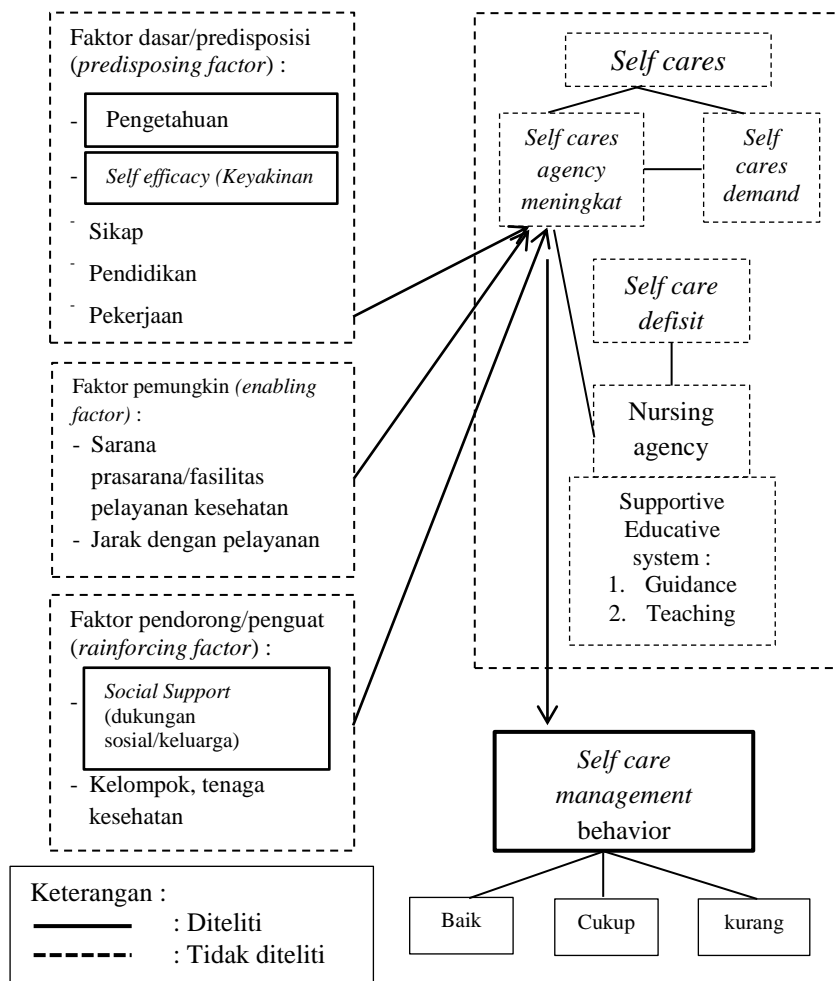 Faktor dasar/predisposisi
(predisposing factor) :
- Pengetahuan
- Self efficacy (Keyakinan
- Sikap
- Pendidikan
- Pekerjaan
Faktor pemungkin (enabling
factor) :
- Sarana
prasarana/fasilitas
pelayanan kesehatan
- Jarak dengan pelayanan
Faktor pendorong/penguat
(rainforcing factor) :
- Social Support
(dukungan
sosial/keluarga)
- Kelompok, tenaga
kesehatan
Keterangan :
: Diteliti
: Tidak diteliti
Self cares
Self cares
agency
meningkat
Self
cares
demand
Self care
defisit
Nursing
agency
Supportive
Educative
system :
1. Guidance
2. Teaching
Self care
management
behavior
Baik
Cukup
kurang